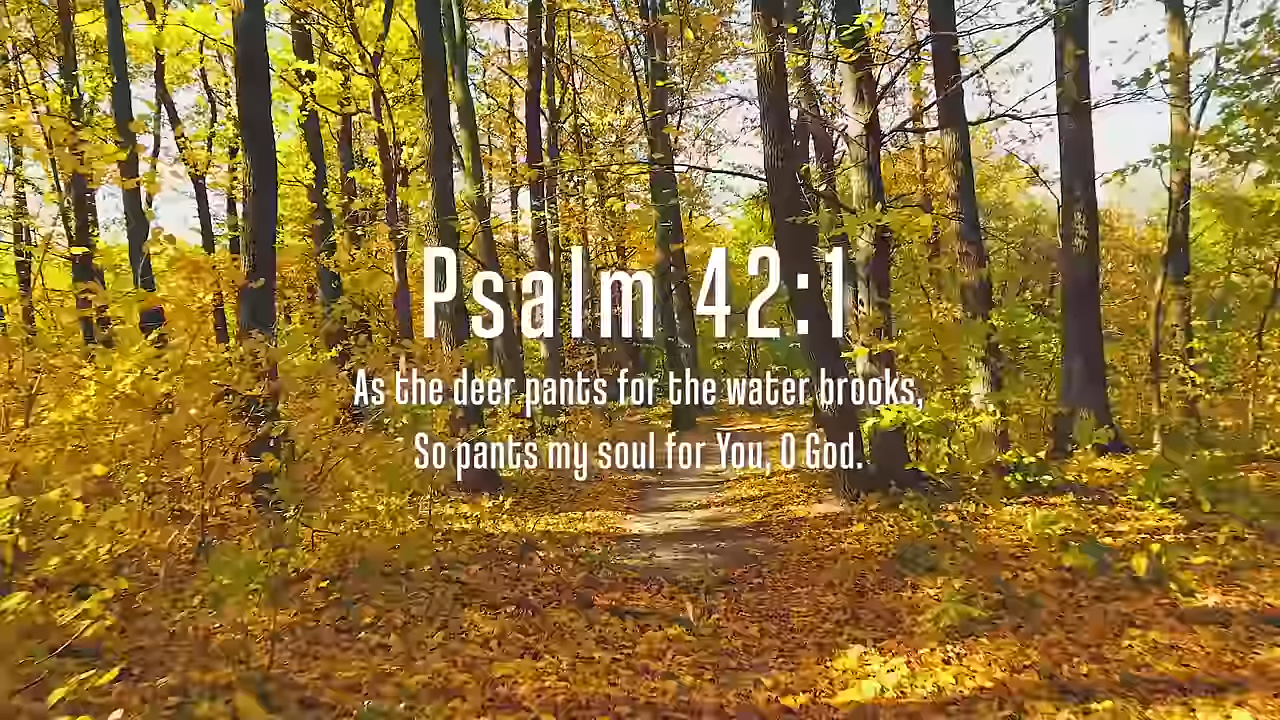 Psalm 42:1
As the deer pants for the water brooks,
So pants my soul for You, O God.